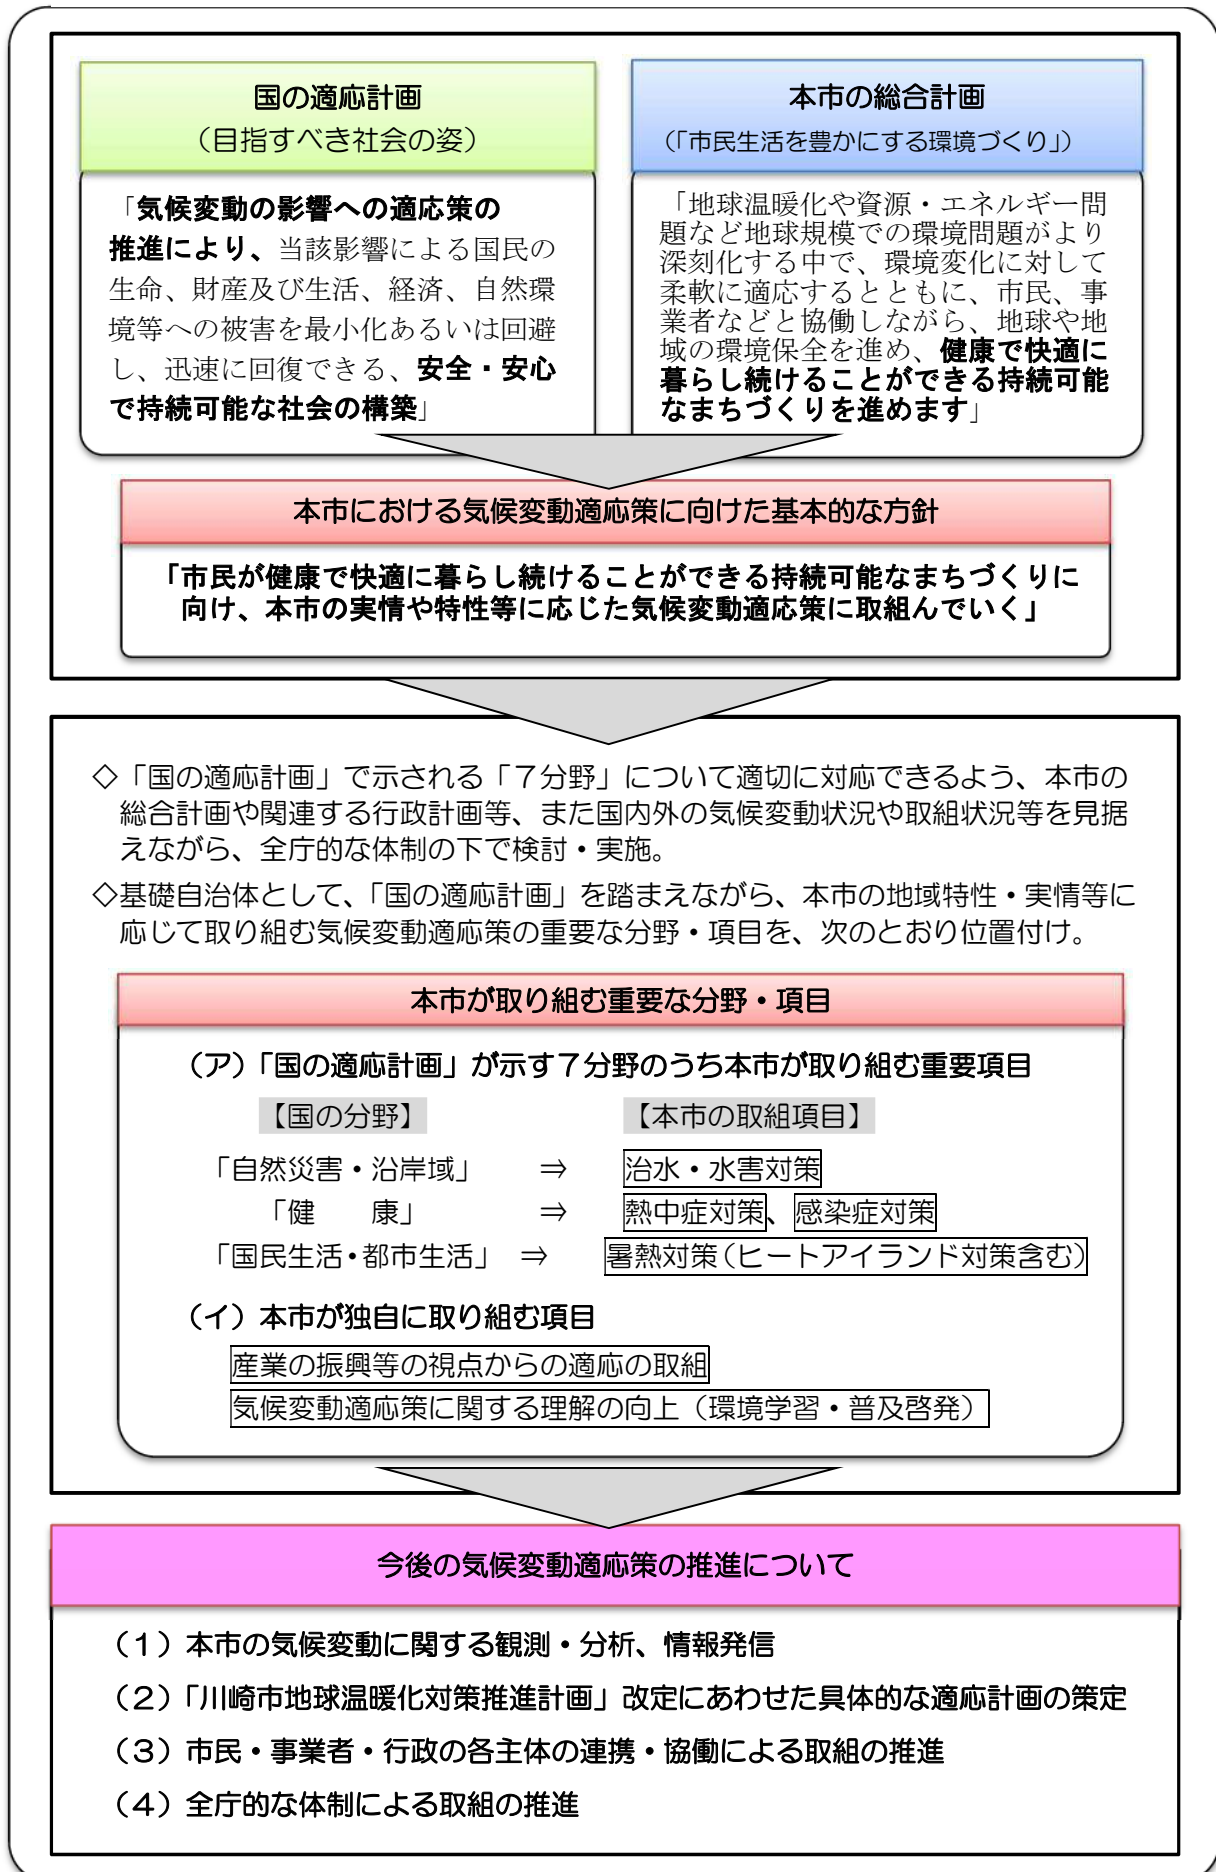 国の適応計画
（目指すべき社会の姿）
「気候変動の影響への適応策の
推進により、当該影響による国民の
生命、財産及び生活、経済、自然環
境等への被害を最小化あるいは回避
し、迅速に回復できる、安全・安心
で持続可能な社会の構築」
本市の総合計画
（「市民生活を豊かにする環境づくり」）
「地球温暖化や資源・エネルギー問
題など地球規模での環境問題がより
深刻化する中で、環境変化に対して
柔軟に適応するとともに、市民、事
業者などと協働しながら、地球や地
域の環境保全を進め、健康で快適に
暮らし続けることができる持続可能
なまちづくりを進めます」
本市における気候変動適応策に向けた基本的な方針
「市民が健康で快適に暮らし続けることができる持続可能なまちづくりに
向け、本市の実情や特性等に応じた気候変動適応策に取組んでいく」
◇「国の適応計画」で示される「７分野」について適切に対応できるよう、本市の
総合計画や関連する行政計画等、また国内外の気候変動状況や取組状況等を見据
えながら、全庁的な体制の下で検討・実施。
◇基礎自治体として、「国の適応計画」を踏まえながら、本市の地域特性・実情等に
応じて取り組む気候変動適応策の重要な分野・項目を、次のとおり位置付け。
本市が取り組む重要な分野・項目
（ア）「国の適応計画」が示す７分野のうち本市が取り組む重要項目
【国の分野】　【本市の取組項目】
「自然災害・沿岸域」　⇒　治水・水害対策
「健　康」　⇒　熱中症対策、感染症対策
「国民生活・都市生活」　⇒　暑熱対策（ヒートアイランド対策含む）
（イ）本市が独自に取り組む項目
産業の振興等の視点からの適応の取組
気候変動適応策に関する理解の向上（環境学習・普及啓発）
今後の気候変動適応策の推進について
（１）本市の気候変動に関する観測・分析、情報発信
（２）「川崎市地球温暖化対策推進計画」改定にあわせた具体的な適応計画の策定
（３）市民・事業者・行政の各主体の連携・協働による取組の推進
（４）全庁的な体制による取組の推進